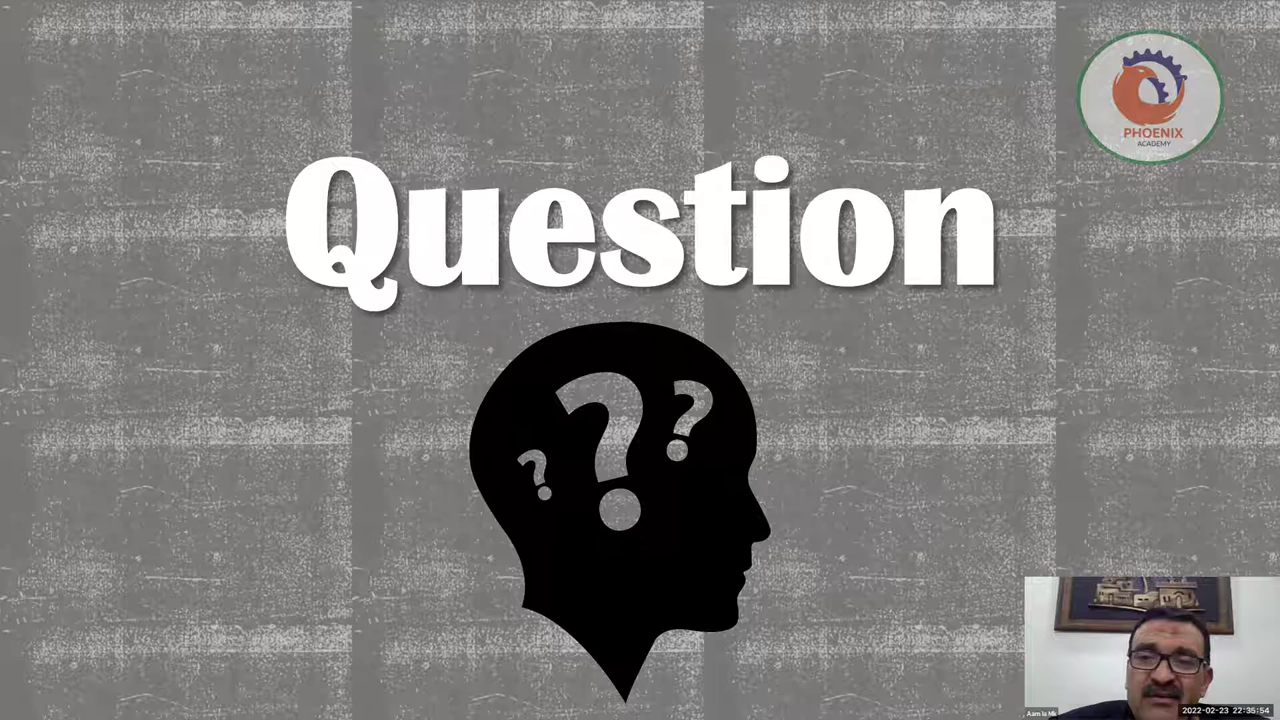 PHOENIX
ACADEMY
Question
? ? ?
2022-02-23 22:35:54